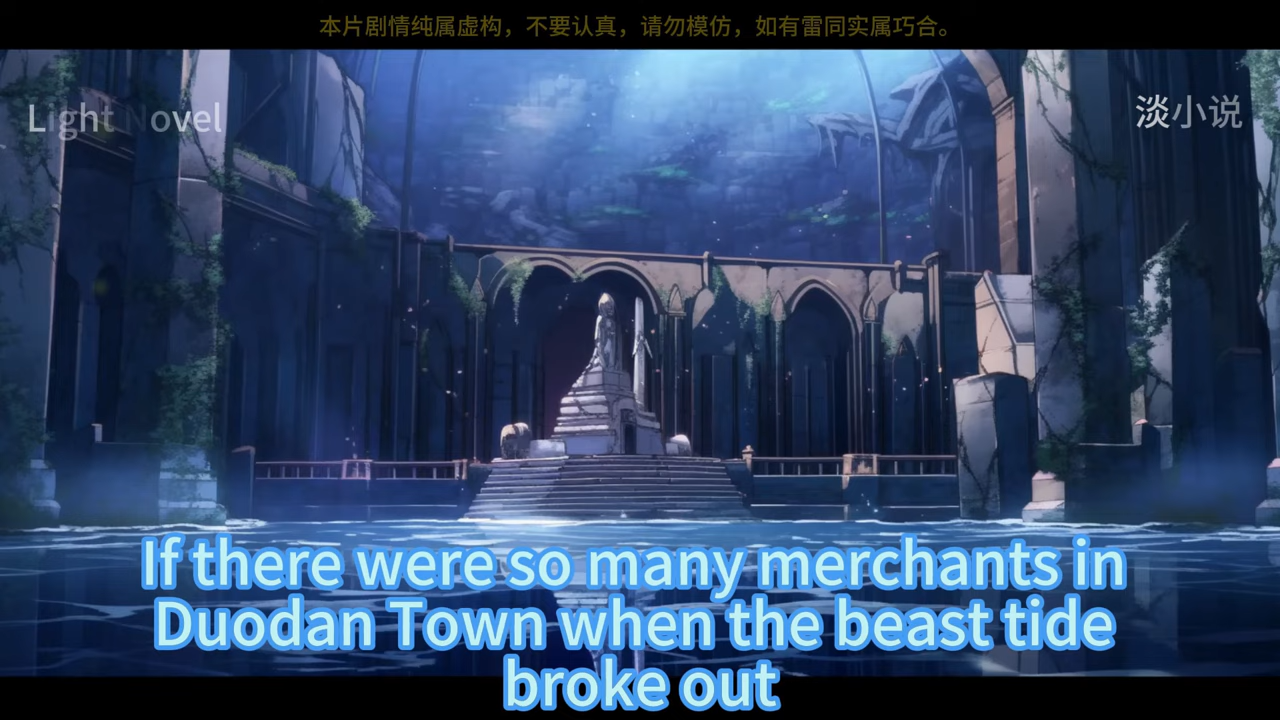 本片剧情纯属虚构，不要认真，请勿模仿，如有雷同实属巧合。
Light Novel
淡小说
If there were so many merchants in
Duodan Town when the beast tide
broke out